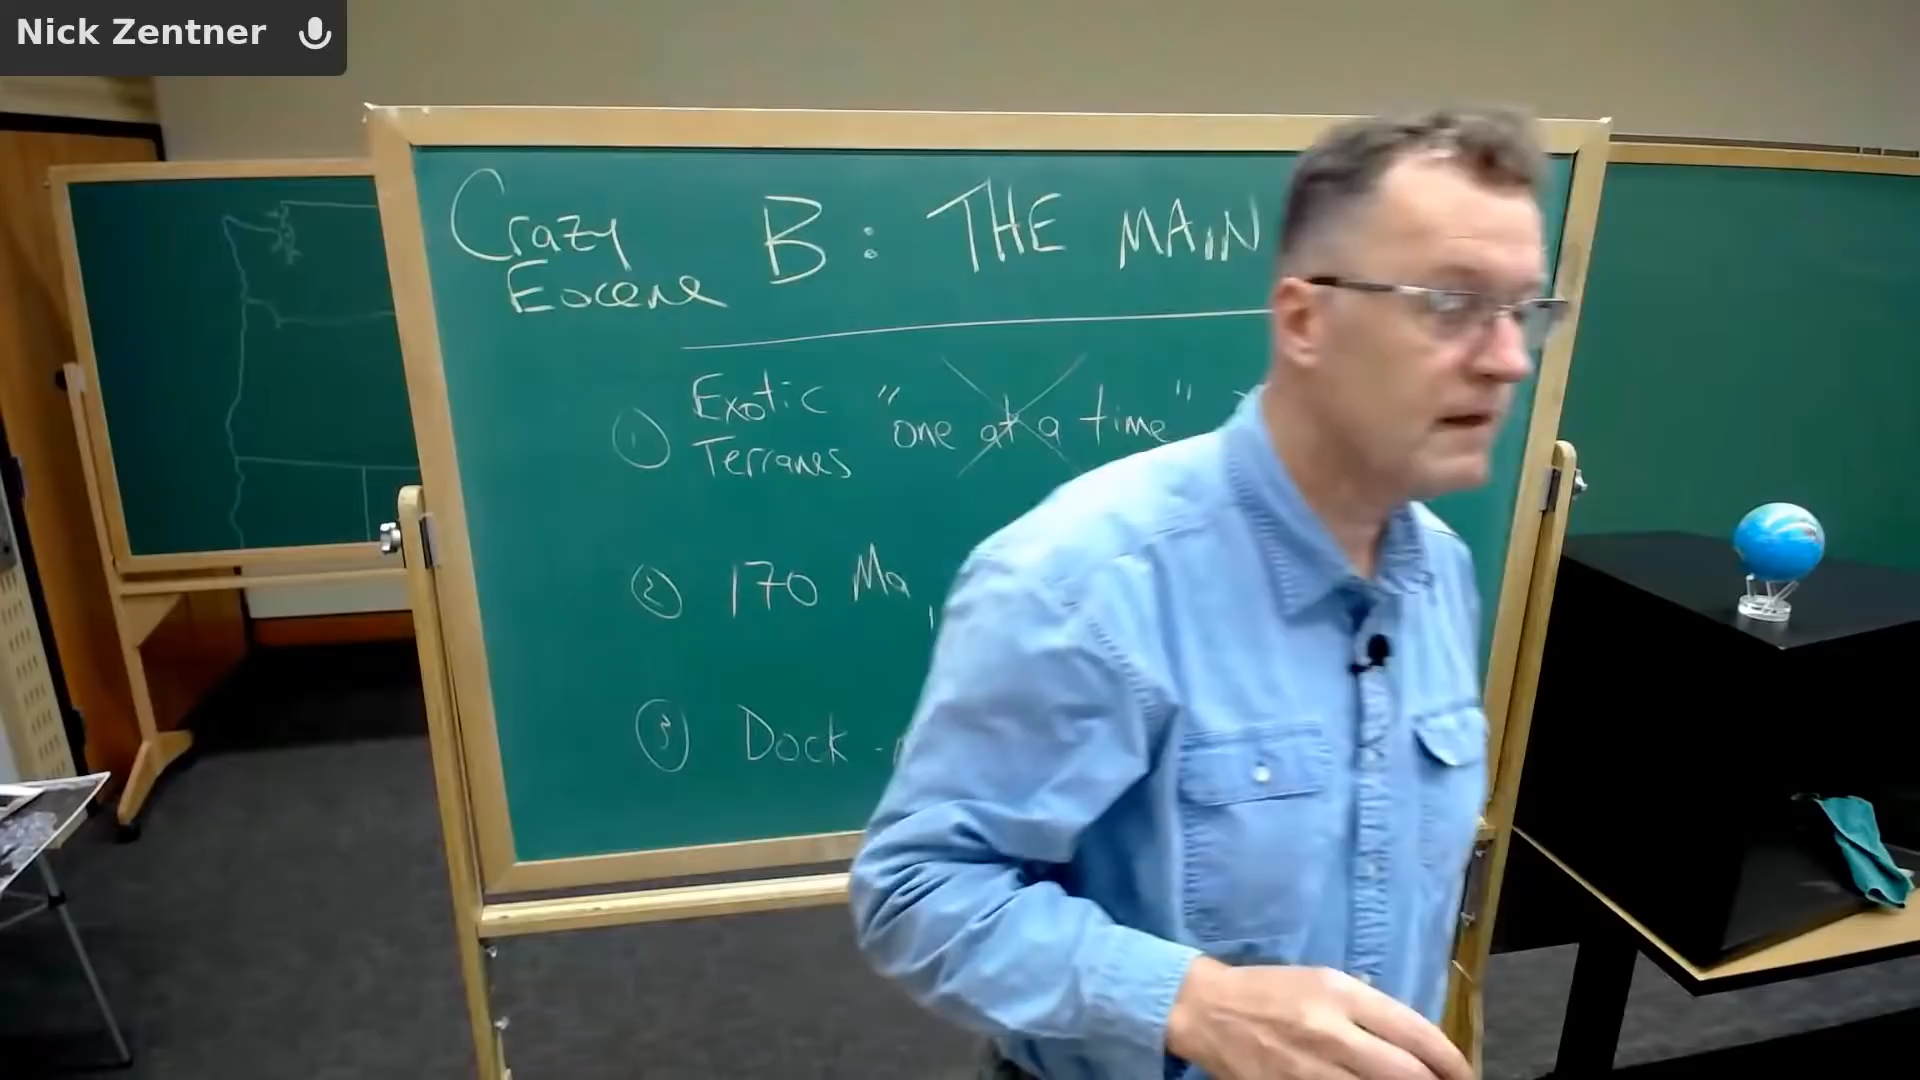 Nick Zentner
Crazy
Eocene
B: THE MAIN
① Exotic
Terranes
"one at a time"
② 170 Ma
③ Dock